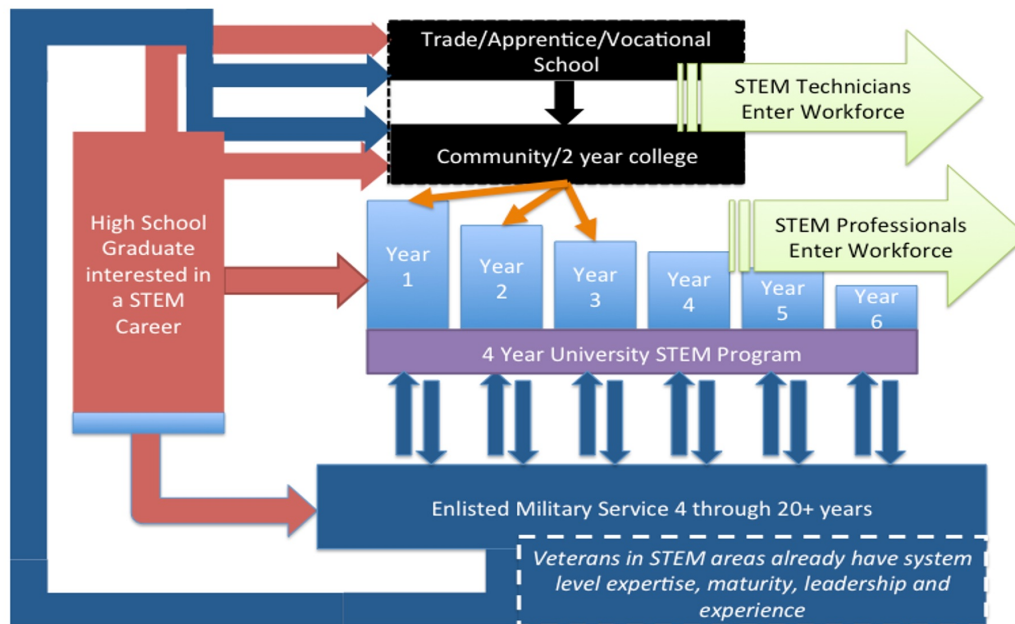 Trade/Apprentice/Vocational
School
STEM Technicians
Enter Workforce
Community/2 year college
High School
Graduate
interested in
a STEM
Career
STEM Professionals
Enter Workforce
Year
1
Year
2
Year
3
Year
4
Year
5
Year
6
4 Year University STEM Program
Enlisted Military Service 4 through 20+ years
Veterans in STEM areas already have system
level expertise, maturity, leadership and
experience